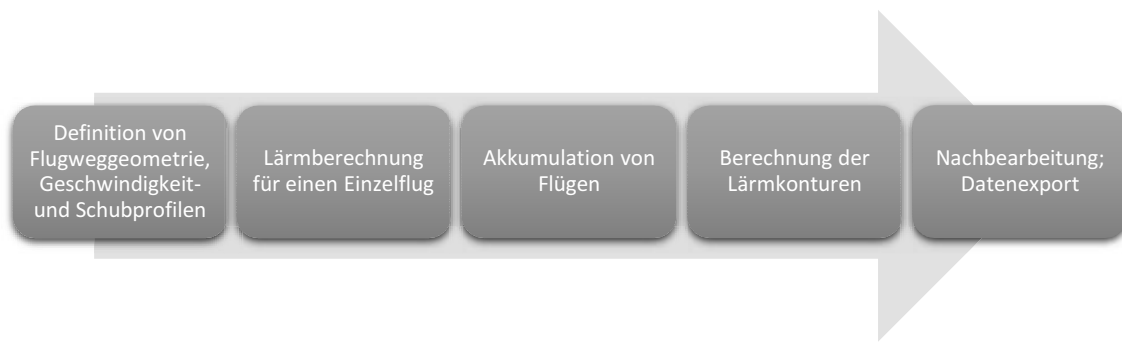 Definition von
Flugweggeometrie,
Geschwindigkeit-
und Schubprofilen
Lärmberechnung
für einen Einzelflug
Akkumulation von
Flügen
Berechnung der
Lärmkonturen
Nachbearbeitung;
Datenexport